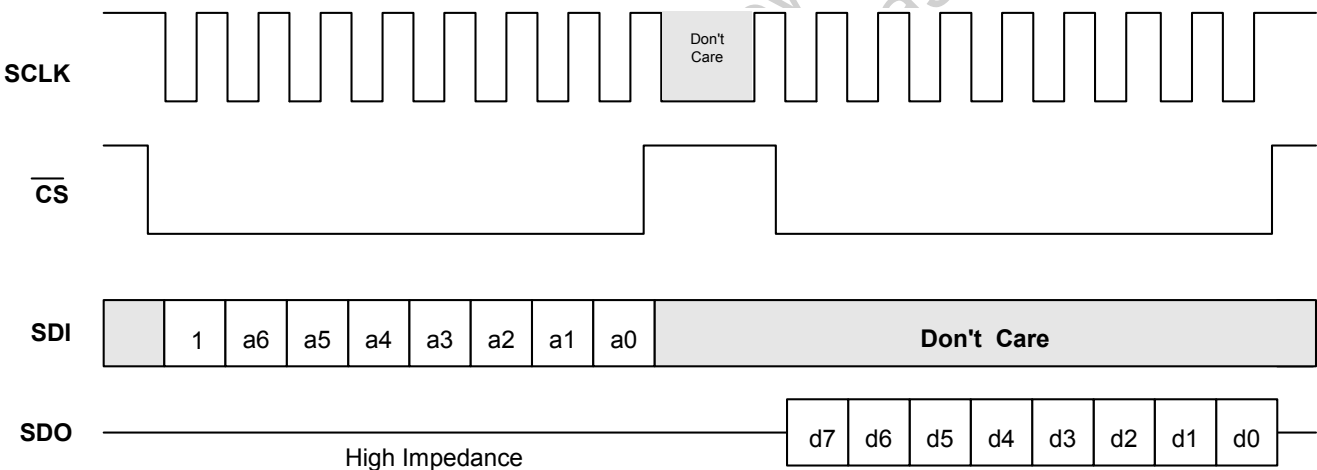 SCLK
Don't
Care
CS
SDI
1 a6 a5 a4 a3 a2 a1 a0 Don't Care
SDO
d7 d6 d5 d4 d3 d2 d1 d0
High Impedance